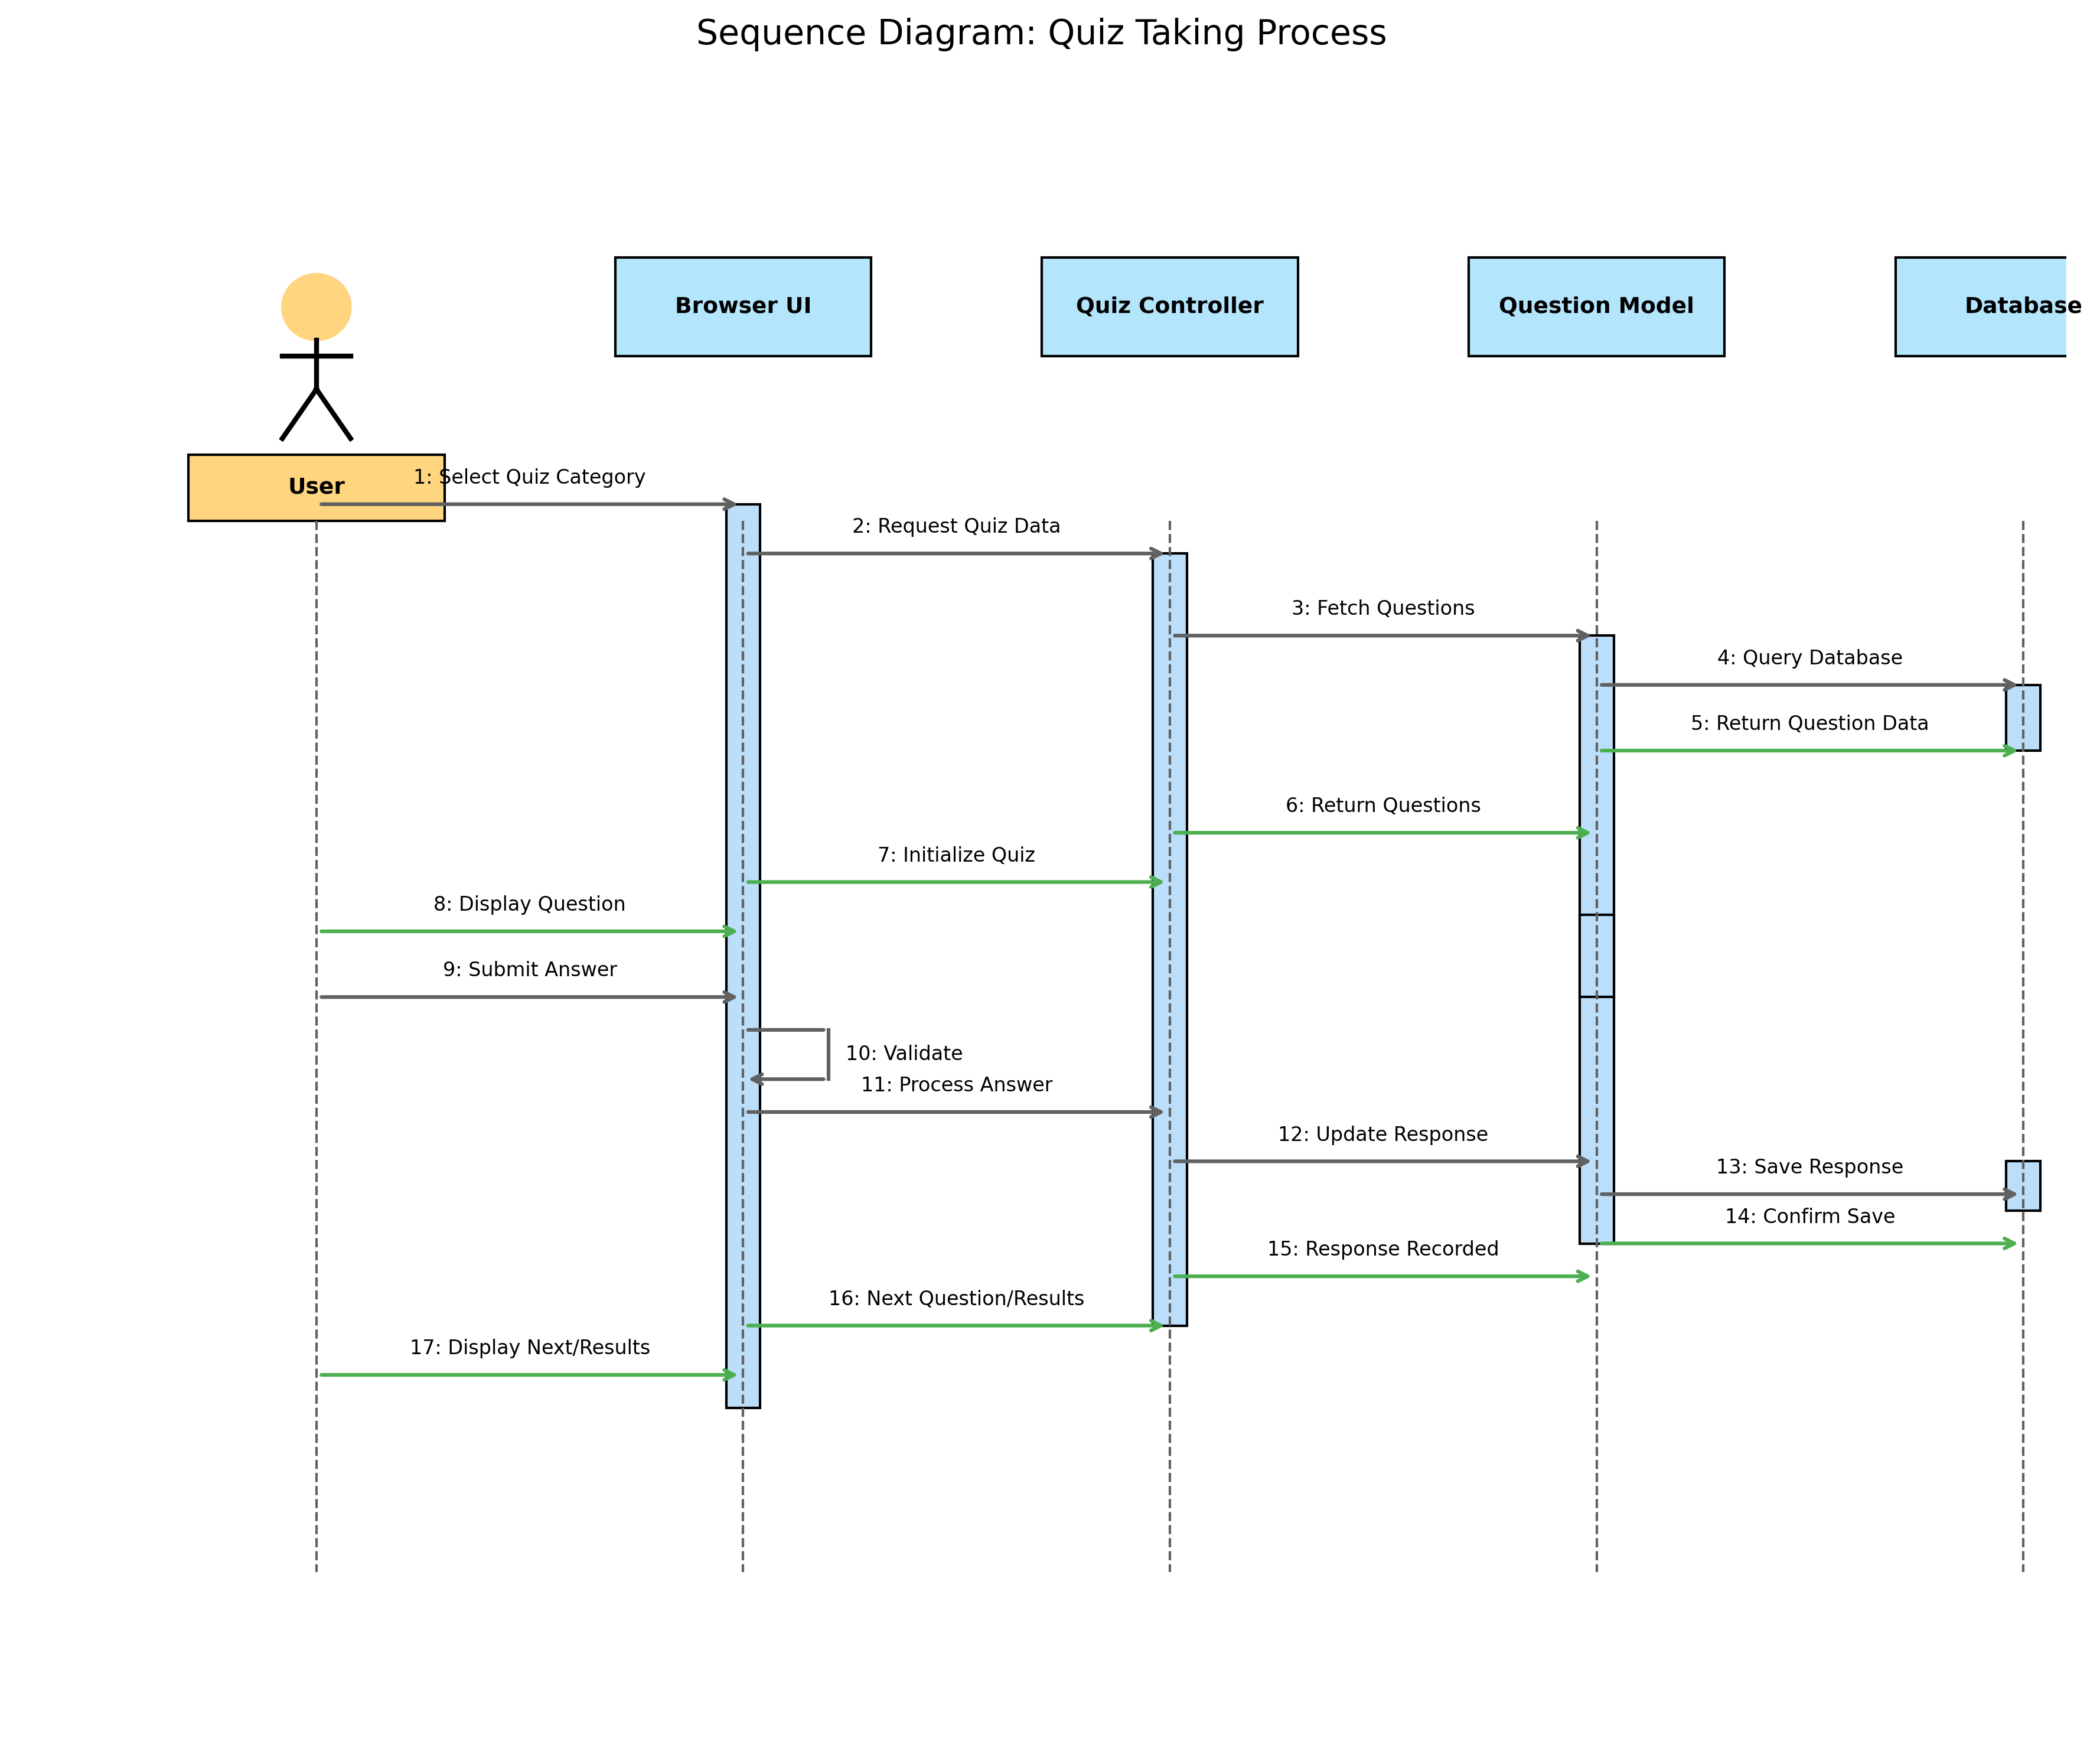 Sequence Diagram: Quiz Taking Process
Browser UI
Quiz Controller
Question Model
Database
User
1: Select Quiz Category
2: Request Quiz Data
3: Fetch Questions
4: Query Database
5: Return Question Data
6: Return Questions
7: Initialize Quiz
8: Display Question
9: Submit Answer
10: Validate
11: Process Answer
12: Update Response
13: Save Response
14: Confirm Save
15: Response Recorded
16: Next Question/Results
17: Display Next/Results